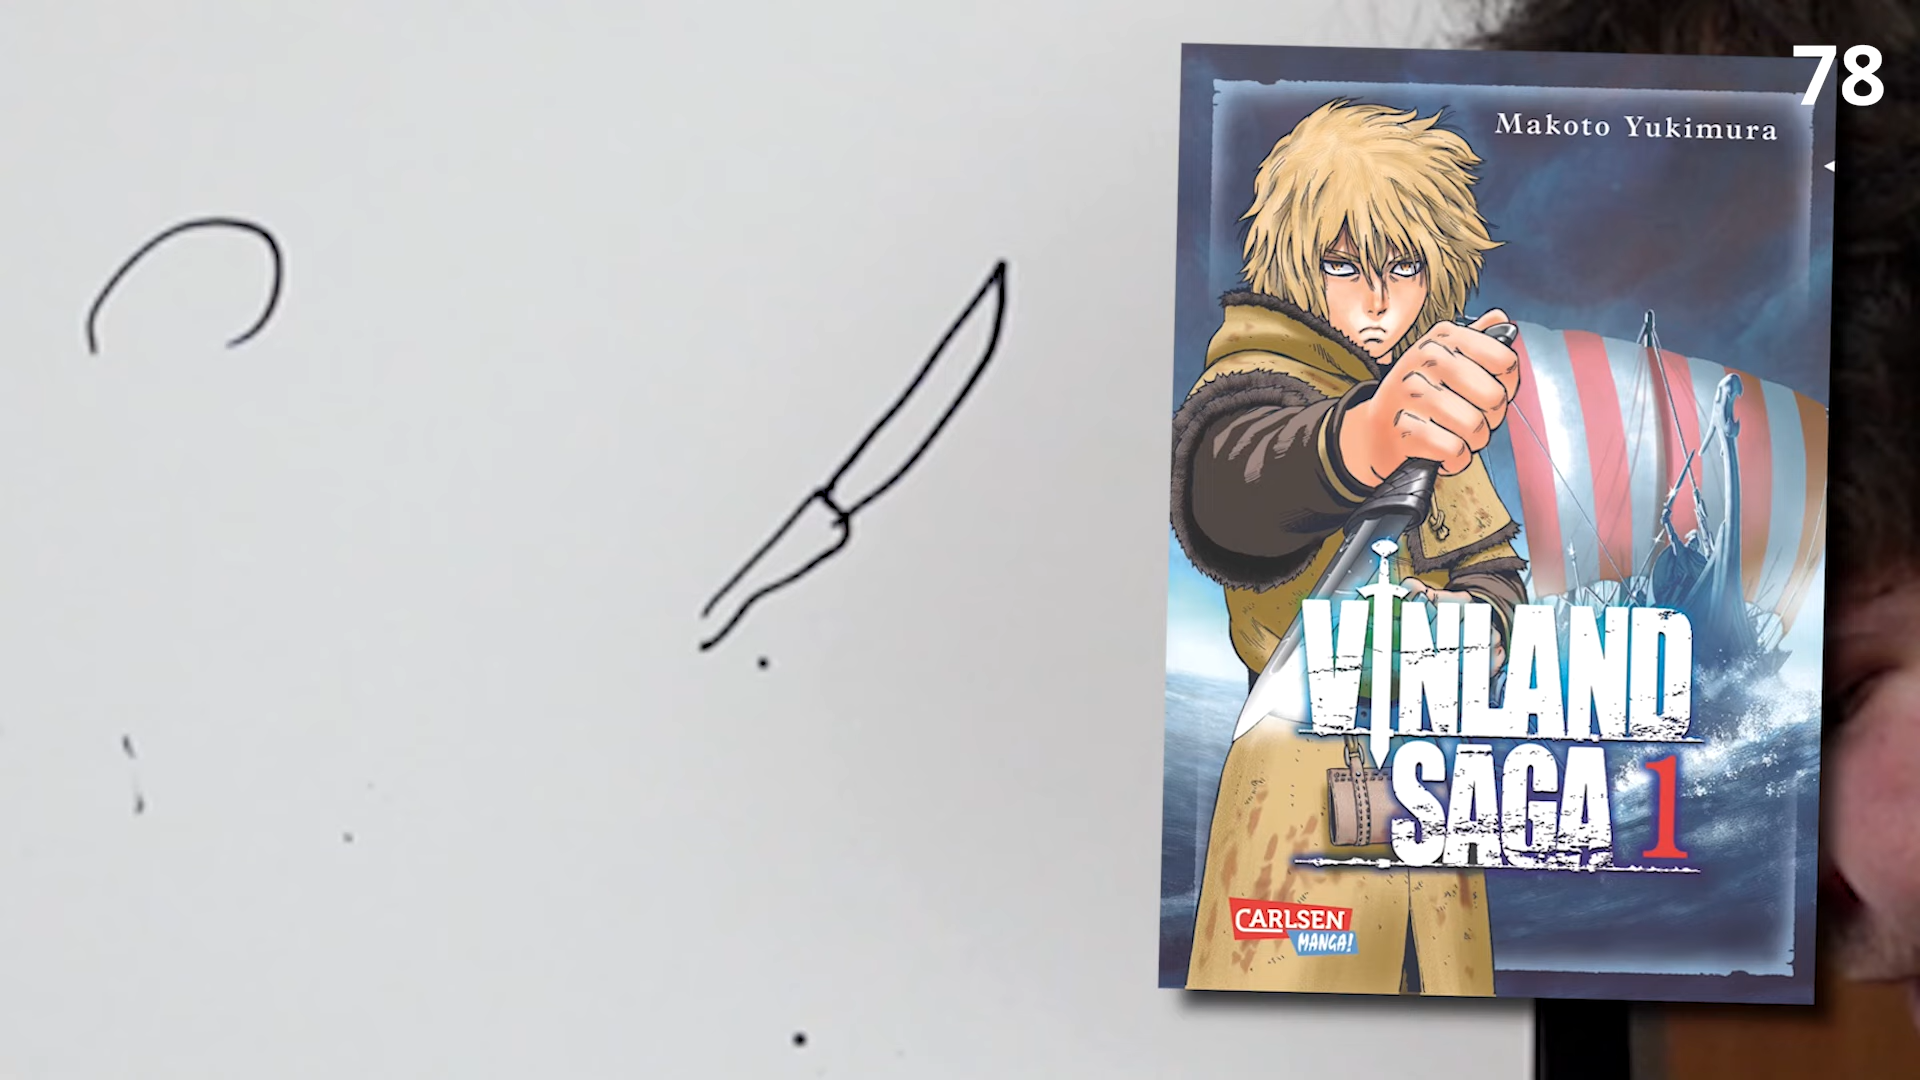 78
Makoto Yukimura
VINLAND
SAGA 1
CARLSEN
MANGA!